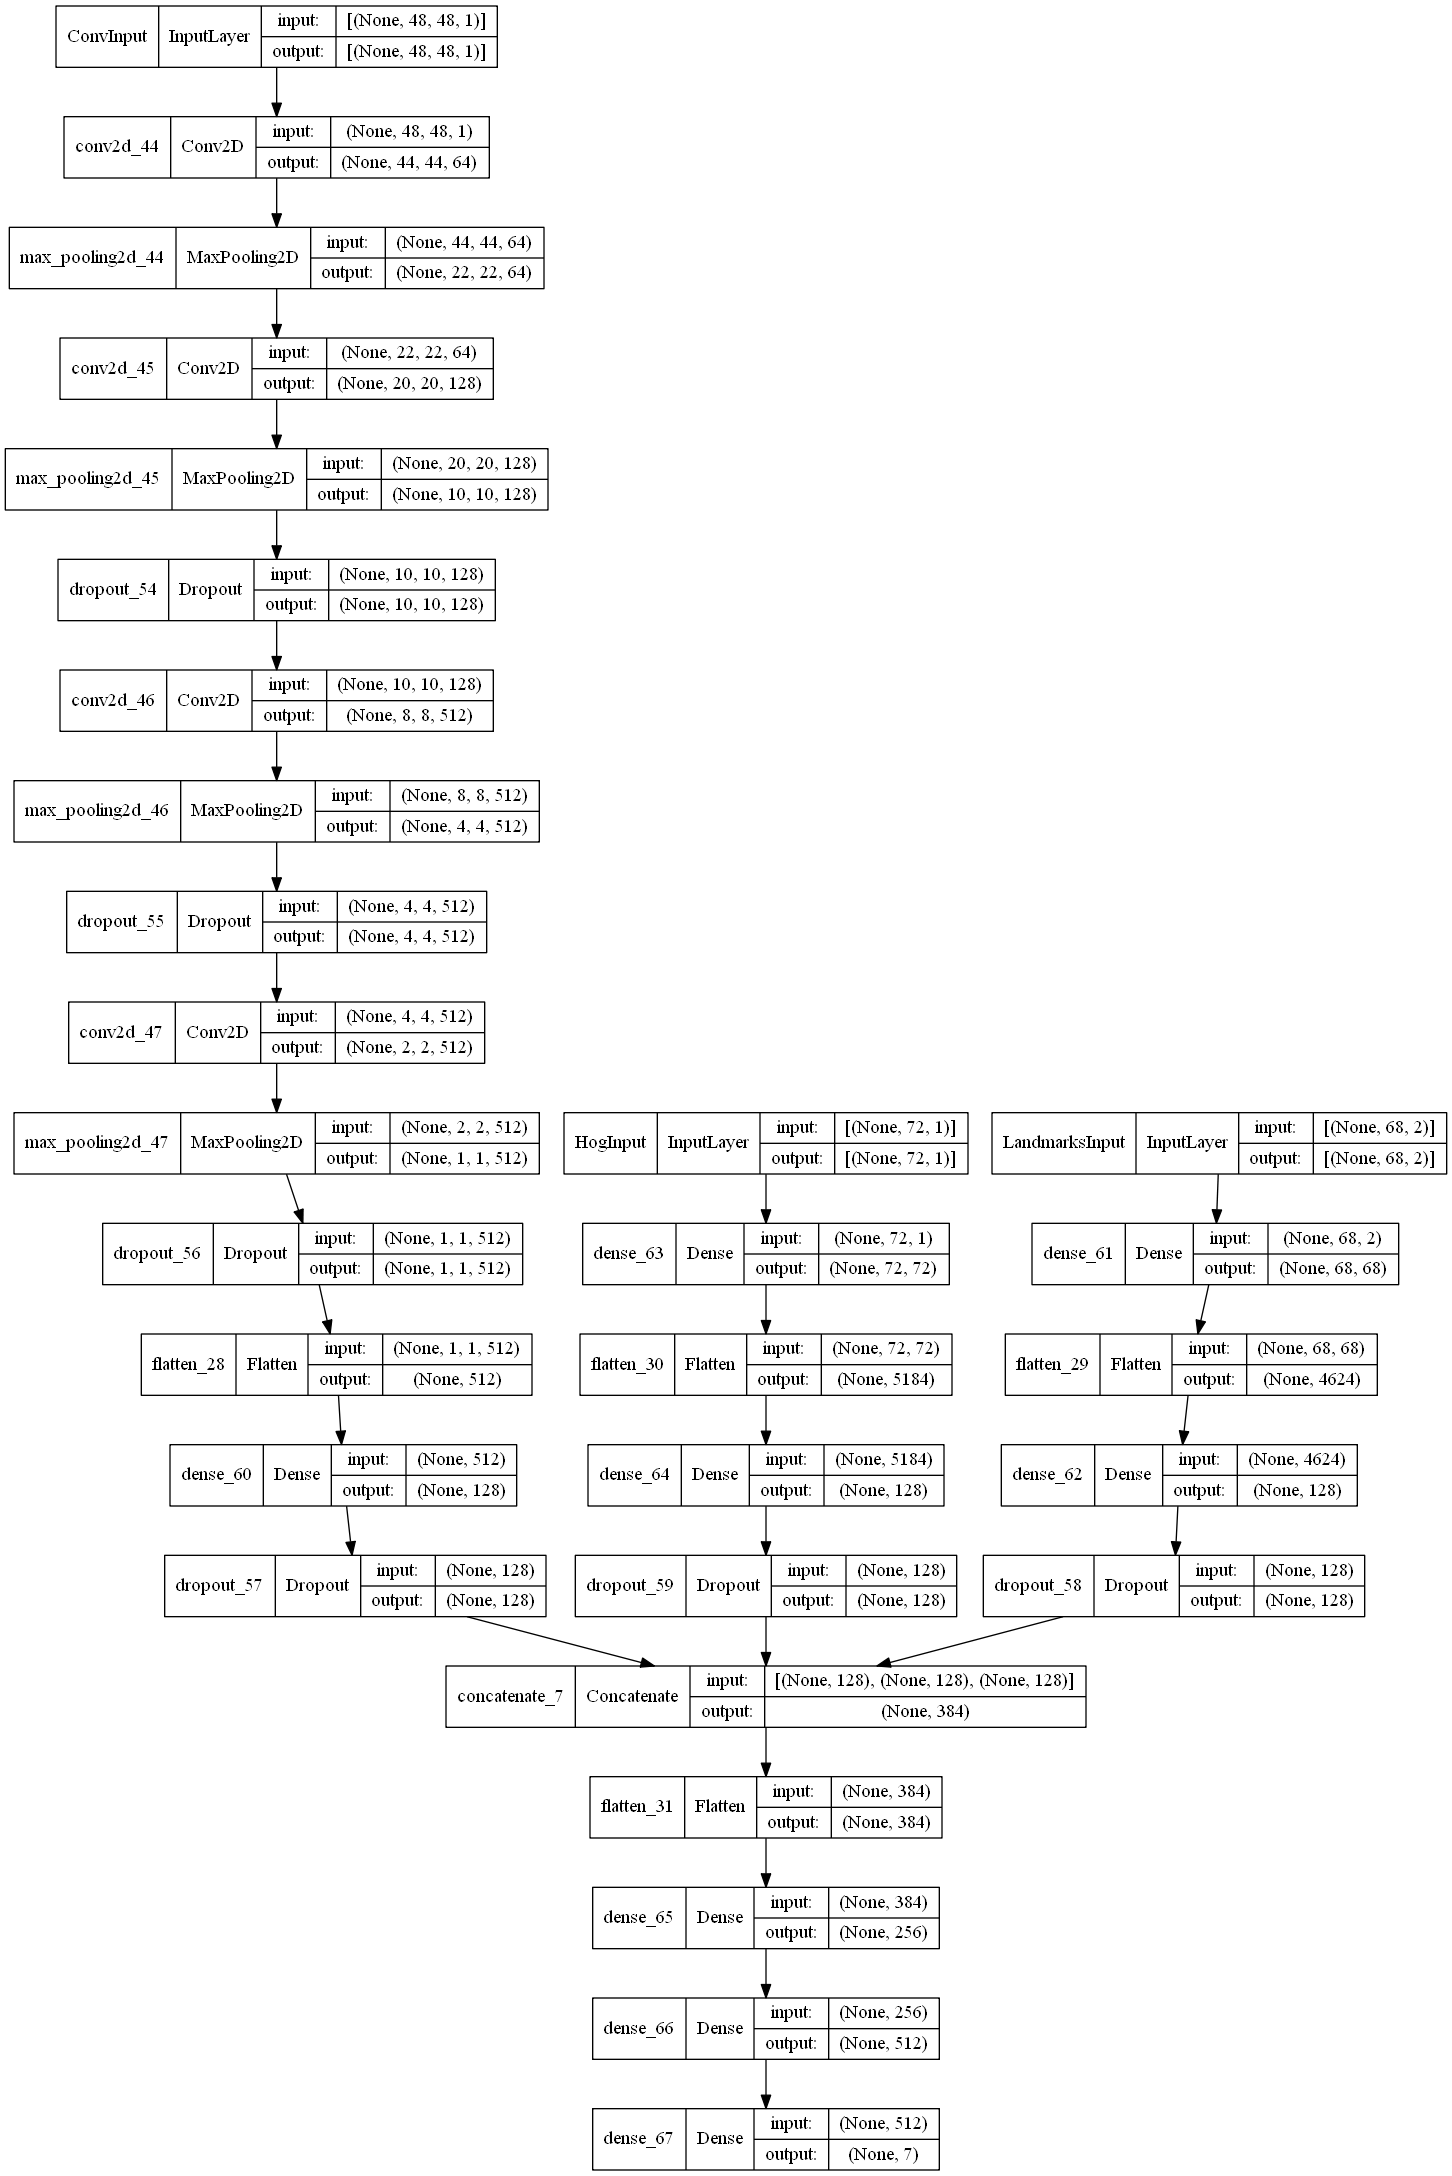 ConvInput InputLayer input: [(None, 48, 48, 1)]
output: [(None, 48, 48, 1)]
conv2d_44 Conv2D input: (None, 48, 48, 1)
output: (None, 44, 44, 64)
max_pooling2d_44 MaxPooling2D input: (None, 44, 44, 64)
output: (None, 22, 22, 64)
conv2d_45 Conv2D input: (None, 22, 22, 64)
output: (None, 20, 20, 128)
max_pooling2d_45 MaxPooling2D input: (None, 20, 20, 128)
output: (None, 10, 10, 128)
dropout_54 Dropout input: (None, 10, 10, 128)
output: (None, 10, 10, 128)
conv2d_46 Conv2D input: (None, 10, 10, 128)
output: (None, 8, 8, 512)
max_pooling2d_46 MaxPooling2D input: (None, 8, 8, 512)
output: (None, 4, 4, 512)
dropout_55 Dropout input: (None, 4, 4, 512)
output: (None, 4, 4, 512)
conv2d_47 Conv2D input: (None, 4, 4, 512)
output: (None, 2, 2, 512)
max_pooling2d_47 MaxPooling2D input: (None, 2, 2, 512)
output: (None, 1, 1, 512)
HogInput InputLayer input: [(None, 72, 1)]
output: [(None, 72, 1)]
LandmarksInput InputLayer input: [(None, 68, 2)]
output: [(None, 68, 2)]
dropout_56 Dropout input: (None, 1, 1, 512)
output: (None, 1, 1, 512)
dense_63 Dense input: (None, 72, 1)
output: (None, 72, 72)
dense_61 Dense input: (None, 68, 2)
output: (None, 68, 68)
flatten_28 Flatten input: (None, 1, 1, 512)
output: (None, 512)
flatten_30 Flatten input: (None, 72, 72)
output: (None, 5184)
flatten_29 Flatten input: (None, 68, 68)
output: (None, 4624)
dense_60 Dense input: (None, 512)
output: (None, 128)
dense_64 Dense input: (None, 5184)
output: (None, 128)
dense_62 Dense input: (None, 4624)
output: (None, 128)
dropout_57 Dropout input: (None, 128)
output: (None, 128)
dropout_59 Dropout input: (None, 128)
output: (None, 128)
dropout_58 Dropout input: (None, 128)
output: (None, 128)
concatenate_7 Concatenate input: [(None, 128), (None, 128), (None, 128)]
output: (None, 384)
flatten_31 Flatten input: (None, 384)
output: (None, 384)
dense_65 Dense input: (None, 384)
output: (None, 256)
dense_66 Dense input: (None, 256)
output: (None, 512)
dense_67 Dense input: (None, 512)
output: (None, 7)